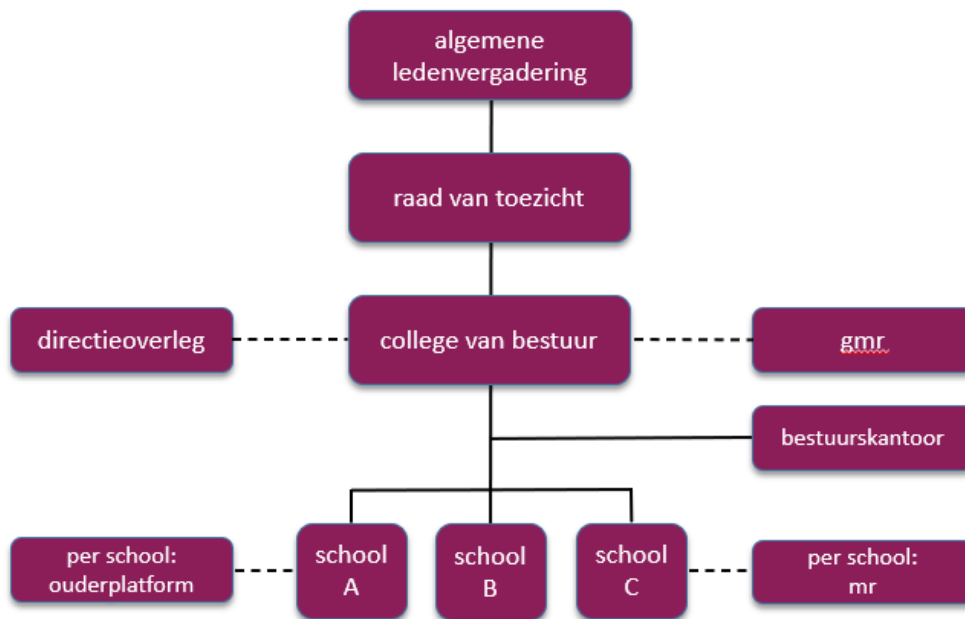 algemene
ledenvergadering
raad van toezicht
directieoverleg
college van bestuur
gmr
bestuurskantoor
per school:
ouderplatform
school
A
school
B
school
C
per school:
mr